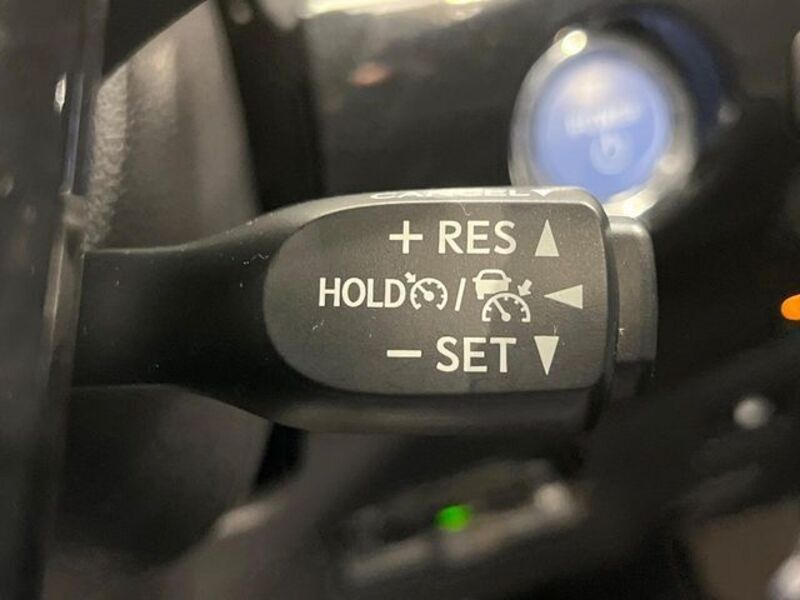 CANCEL
+ RES
HOLD /
− SET